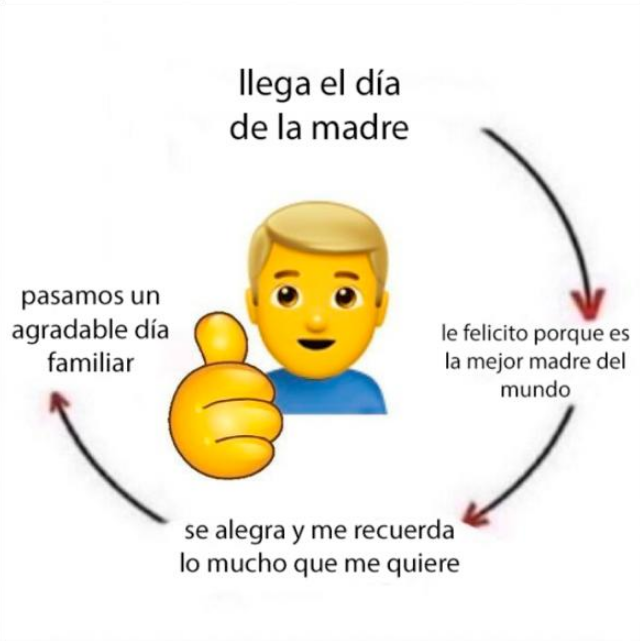 llega el día
de la madre
le felicito porque es
la mejor madre del
mundo
se alegra y me recuerda
lo mucho que me quiere
pasamos un
agradable día
familiar